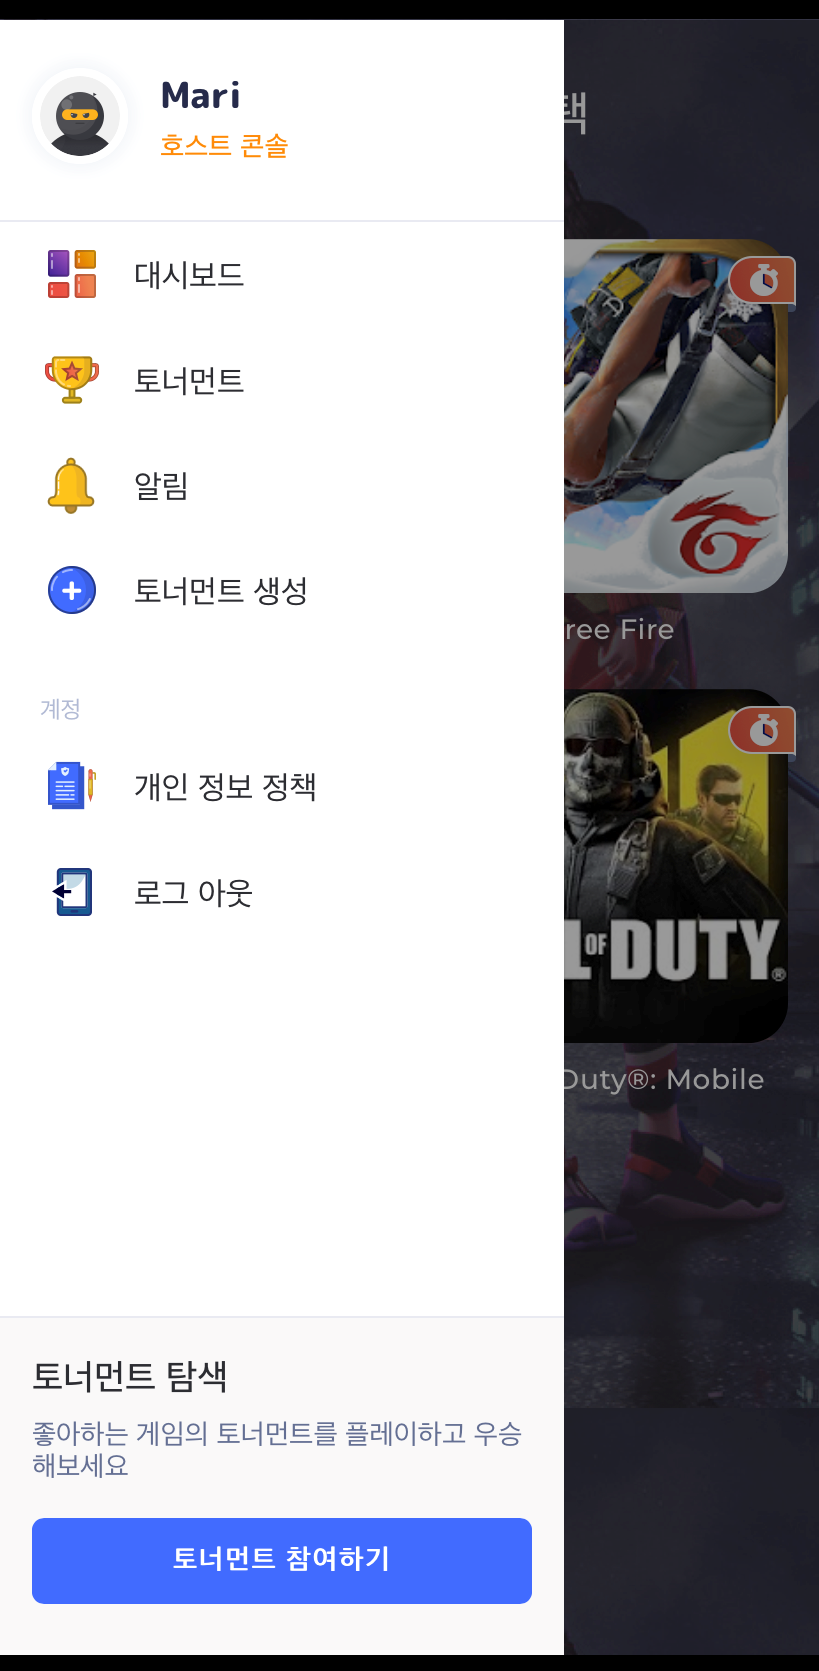 Mari
호스트 콘솔
택
대시보드
토너먼트
알림
토너먼트 생성
ree Fire
계정
개인 정보 정책
로그 아웃
L OF DUTY®
Duty®: Mobile
토너먼트 탐색
좋아하는 게임의 토너먼트를 플레이하고 우승
해보세요
토너먼트 참여하기